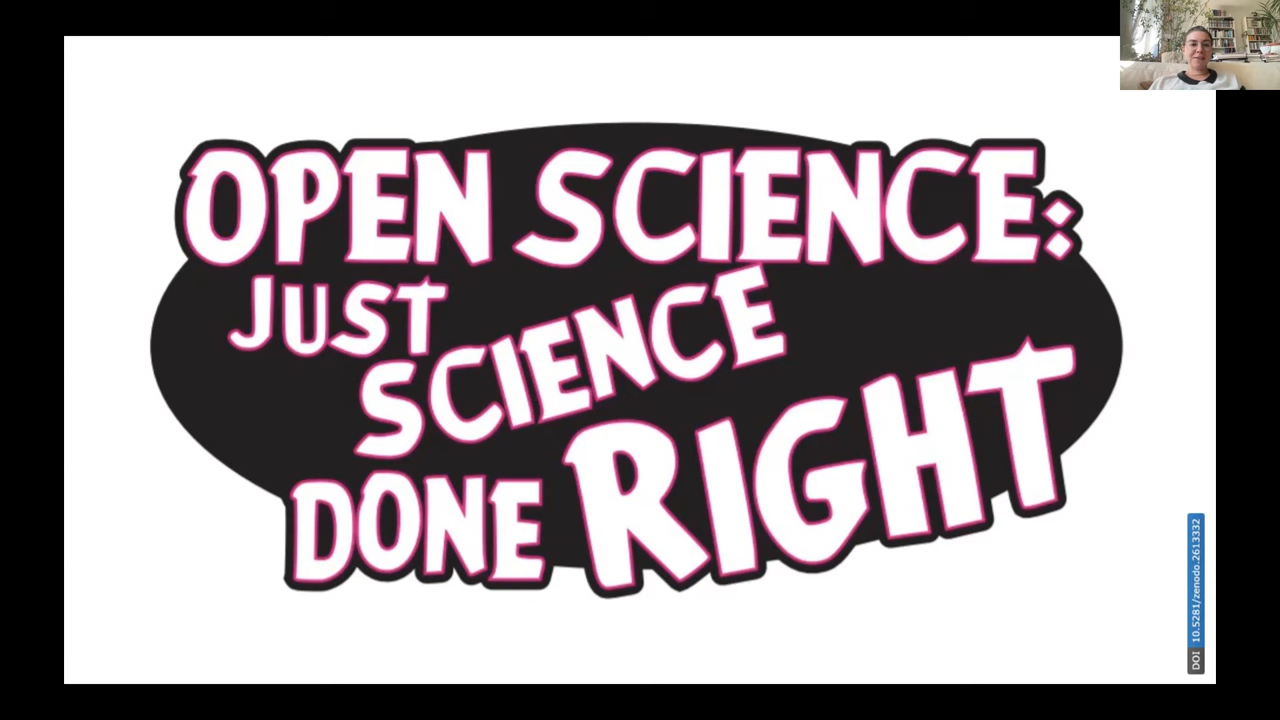 OPEN SCIENCE:
JUST
SCIENCE
DONE RIGHT
DOI 10.5281/zenodo.2613332